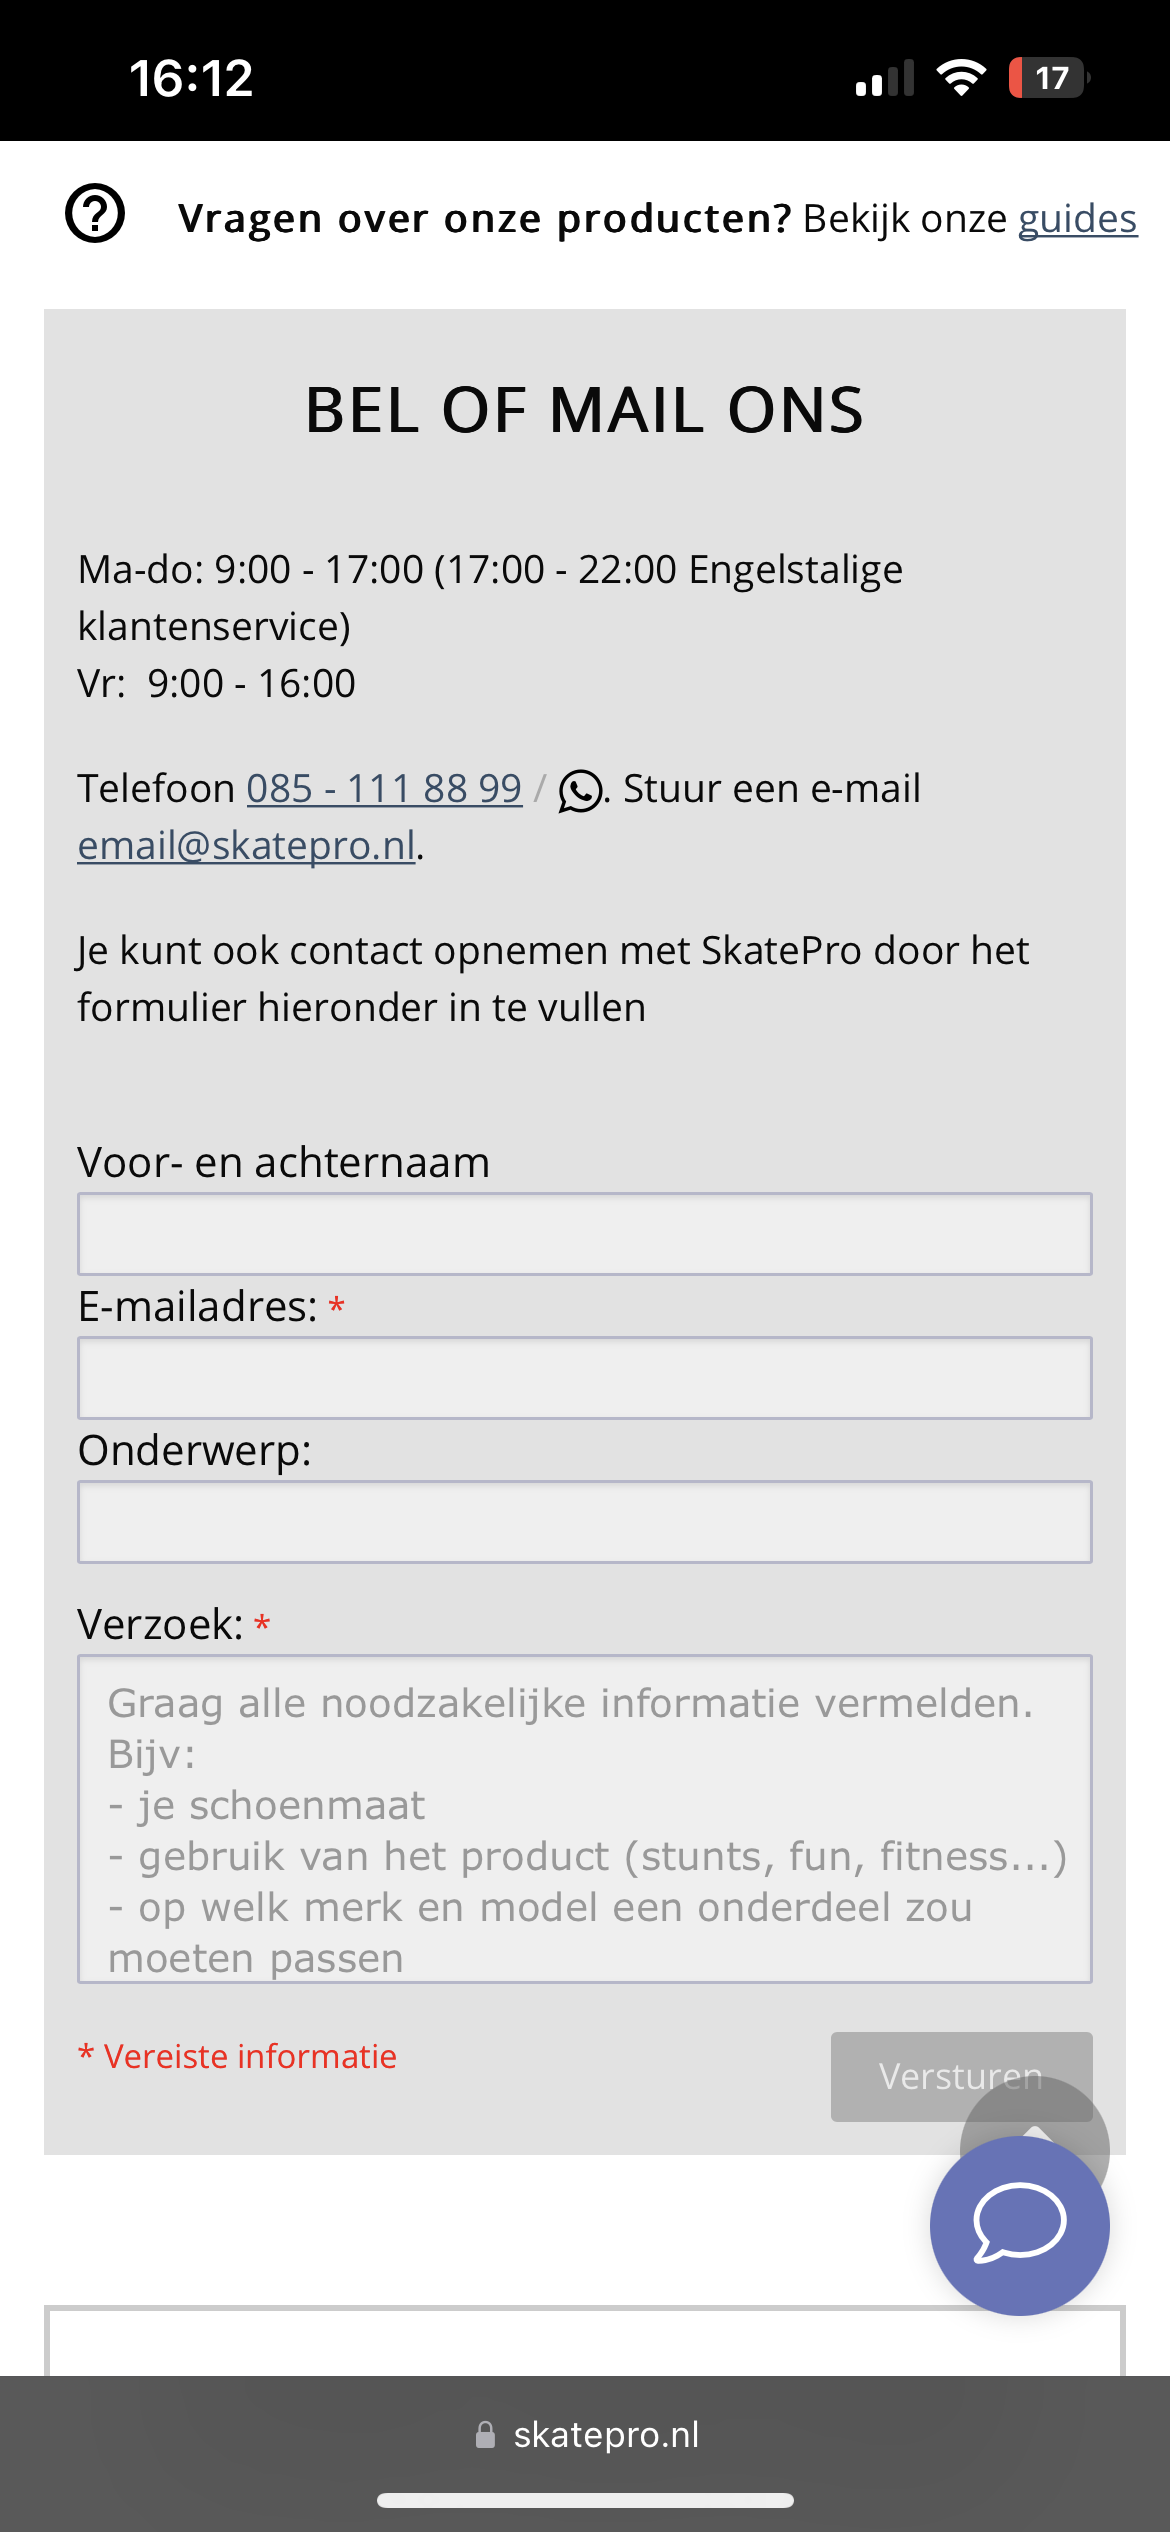 16:12
17
Vragen over onze producten? Bekijk onze guides
BEL OF MAIL ONS
Ma-do: 9:00 - 17:00 (17:00 - 22:00 Engelstalige
klantenservice)
Vr:  9:00 - 16:00
Telefoon 085 - 111 88 99 / . Stuur een e-mail
email@skatepro.nl.
Je kunt ook contact opnemen met SkatePro door het
formulier hieronder in te vullen
Voor- en achternaam
E-mailadres: *
Onderwerp:
Verzoek: *
Graag alle noodzakelijke informatie vermelden.
Bijv:
- je schoenmaat
- gebruik van het product (stunts, fun, fitness...)
- op welk merk en model een onderdeel zou
moeten passen
* Vereiste informatie
Versturen
skatepro.nl